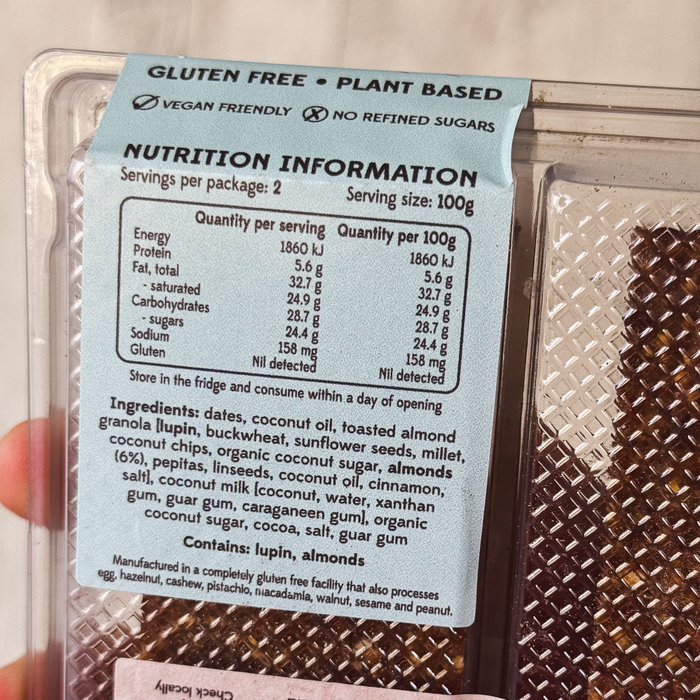 GLUTEN FREE • PLANT BASED
VEGAN FRIENDLY NO REFINED SUGARS
NUTRITION INFORMATION
Servings per package: 2 Serving size: 100g
Quantity per serving Quantity per 100g
Energy 1860 kJ 1860 kJ
Protein 5.6 g 5.6 g
Fat, total 32.7 g 32.7 g
- saturated 24.9 g 24.9 g
Carbohydrates 28.7 g 28.7 g
- sugars 24.4 g 24.4 g
Sodium 158 mg 158 mg
Gluten Nil detected Nil detected
Store in the fridge and consume within a day of opening
Ingredients: dates, coconut oil, toasted almond
granola [lupin, buckwheat, sunflower seeds, millet,
coconut chips, organic coconut sugar, almonds
(6%), pepitas, linseeds, coconut oil, cinnamon,
salt], coconut milk [coconut, water, xanthan
gum, guar gum, caraganeen gum], organic
coconut sugar, cocoa, salt, guar gum
Contains: lupin, almonds
Manufactured in a completely gluten free facility that also processes
egg, hazelnut, cashew, pistachio, macadamia, walnut, sesame and peanut.
Check locally